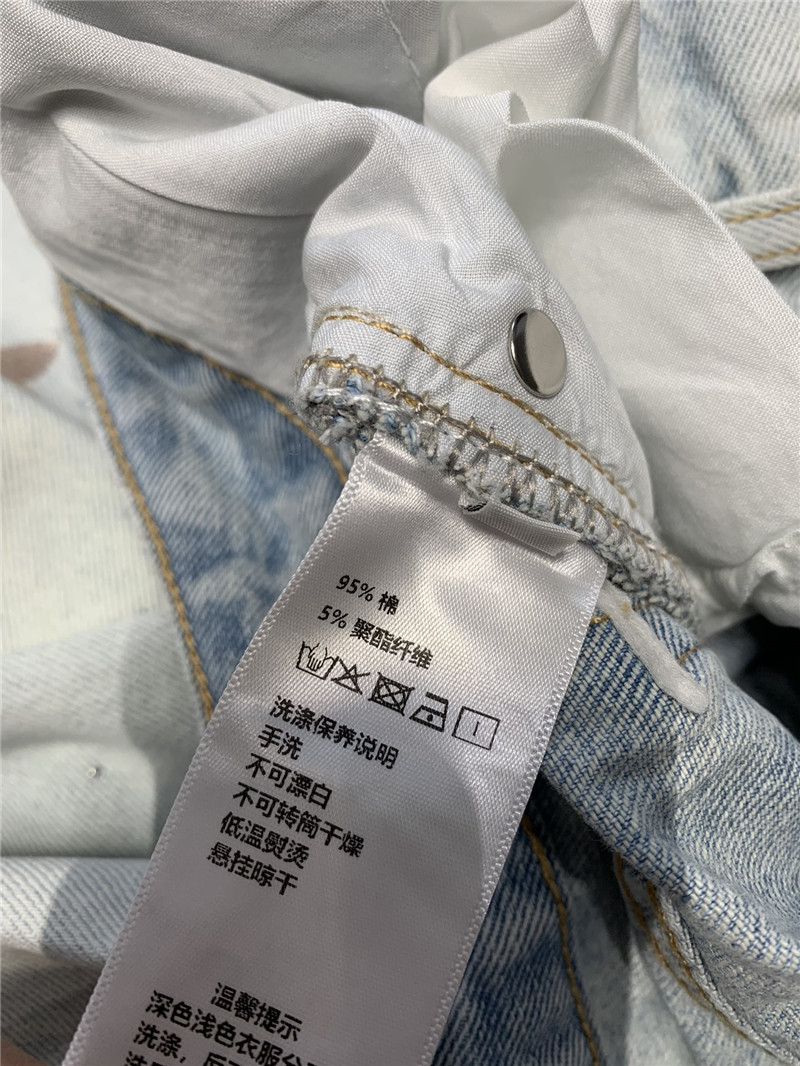 95% 棉
5% 聚酯纤维
洗涤保养说明
手洗
不可漂白
不可转筒干燥
低温熨烫
悬挂晾干
温馨提示
深色浅色衣服分
洗涤，